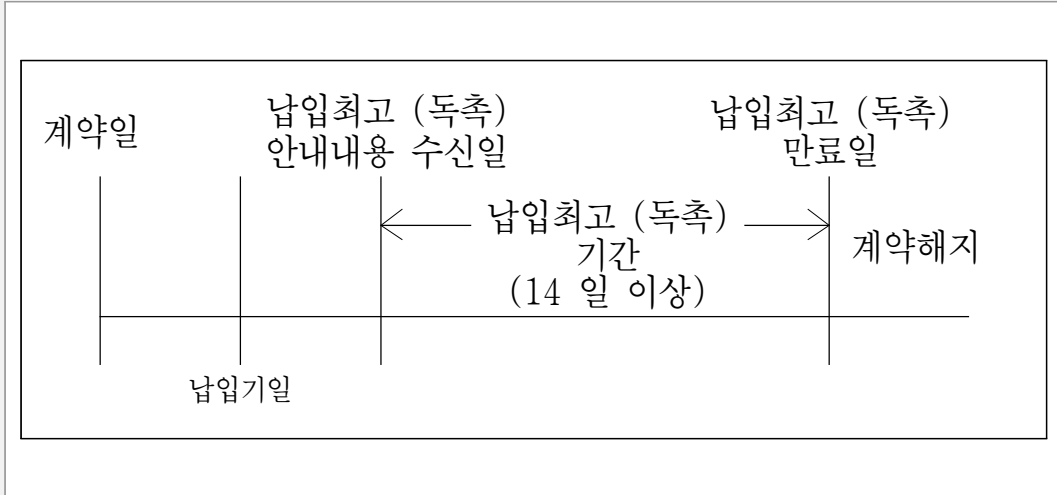 계약일
납입최고 (독촉)
안내내용 수신일
납입최고 (독촉)
만료일
납입최고 (독촉)
기간
(14 일 이상)
계약해지
납입기일